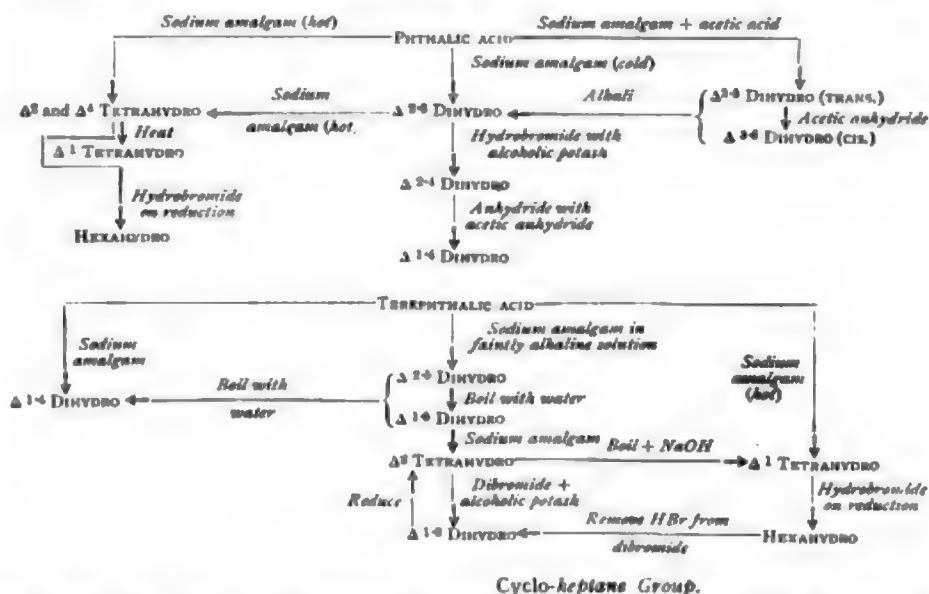 Sodium amalgam (hot) Sodium amalgam + acetic acid
PHTHALIC ACID
Sodium amalgam (cold)
Δ2 and Δ4 TETRAHYDRO Sodium amalgam (hot, Δ 2-6 DIHYDRO Alkali Δ3-5 DIHYDRO (TRANS.)
Heat Hydrobromide with alcoholic potash Acetic anhydride
Δ1 TETRAHYDRO Δ 3-5 DIHYDRO (CIS.)
Δ 2-4 DIHYDRO
Hydrobromide on reduction Anhydride with acetic anhydride
HEXAHYDRO
Δ 1-4 DIHYDRO
TEREPHTHALIC ACID
Sodium amalgam Sodium amalgam in faintly alkaline solution Sodium amalgam (hot)
Δ 2-5 DIHYDRO
Δ 1-4 DIHYDRO Boil with water Boil with water
Δ 1-5 DIHYDRO
Sodium amalgam
Δ2 TETRAHYDRO Boil + NaOH Δ 1 TETRAHYDRO
Reduce Dibromide + alcoholic potash Hydrobromide on reduction
Δ 1-3 DIHYDRO Remove HBr from dibromide HEXAHYDRO
Cyclo-heptane Group.